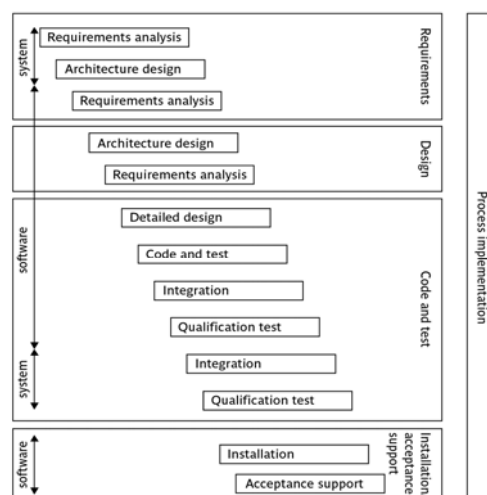 system
Requirements analysis
Architecture design
Requirements analysis
Requirements
software
Architecture design
Requirements analysis
Design
Detailed design
Code and test
Integration
Qualification test
Code and test
system
Integration
Qualification test
software
Installation
Acceptance support
Installation
acceptance
support
Process implementation